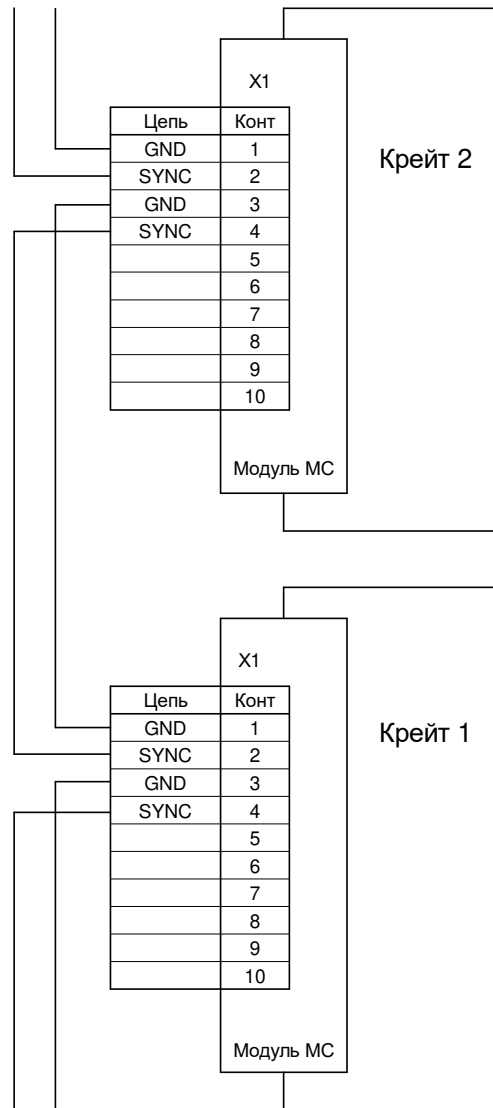 X1
Цепь Конт
GND 1
SYNC 2
GND 3
SYNC 4
5
6
7
8
9
10
Модуль МС
Крейт 2
X1
Цепь Конт
GND 1
SYNC 2
GND 3
SYNC 4
5
6
7
8
9
10
Модуль МС
Крейт 1